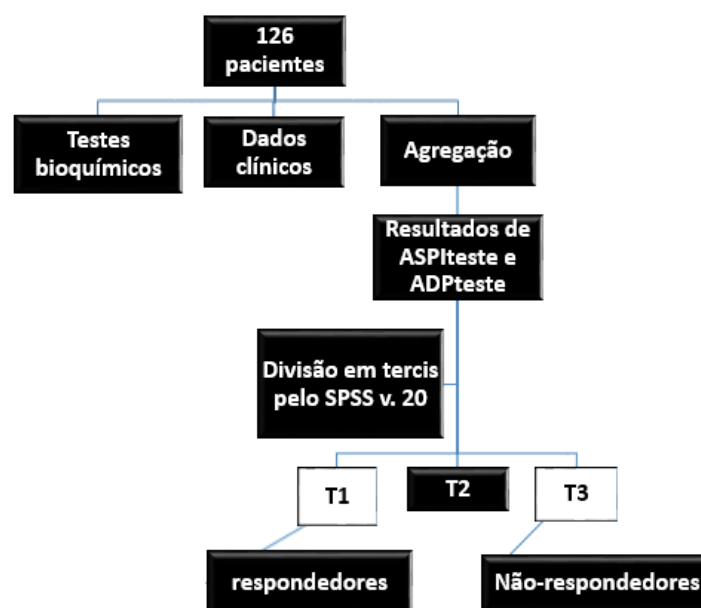 126
pacientes
Testes
bioquímicos
Dados
clínicos
Agregação
Resultados de
ASPIteste e
ADPteste
Divisão em tercis
pelo SPSS v. 20
T1
T2
T3
respondedores
Não-respondedores